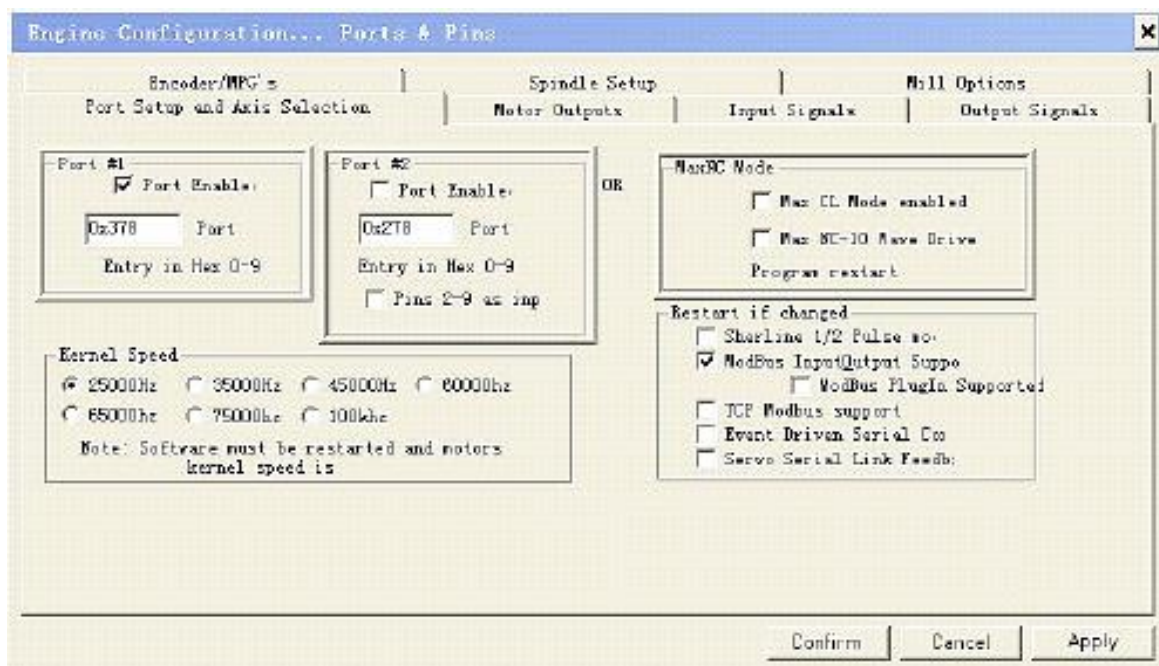 Engine Configuration... Ports & Pins
Encoder/MPG's
Spindle Setup
Mill Options
Port Setup and Axis Selection
Motor Outputs
Input Signals
Output Signals
Port #1
Port Enable
0x378
Port
Entry in Hex 0-9
Port #2
Port Enable
0x278
Port
Entry in Hex 0-9
Pins 2-9 as inp
OR
MaxNC Mode
Max CL Mode enabled
Max NC-10 Wave Drive
Program restart
Restart if changed
Sherline 1/2 Pulse mo
ModBus InputOutput Suppo
ModBus PlugIn Supported
TCP Modbus support
Event Driven Serial Co
Servo Serial Link Feedb
Kernel Speed
25000Hz
35000Hz
45000Hz
60000hz
65000hz
75000hz
100khz
Note: Software must be restarted and motors
kernel speed is
Confirm
Cancel
Apply